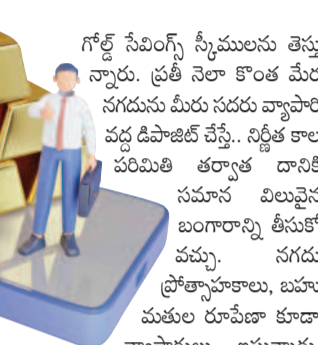 గోల్డ్ సేవింగ్స్ స్కీములను తెస్తు
న్నారు. ప్రతీ నెలా కొంత మేర
నగదును మీరు సదరు వ్యాపారి
వద్ద డిపాజిట్ చేస్తే.. నిర్ణీత కాల
పరిమితి తర్వాత దానికి
సమాన విలువైన
బంగారాన్ని తీసుకో
వచ్చు. నగదు
ప్రోత్సాహకాలు, బహు
మతుల రూపేణా కూడా